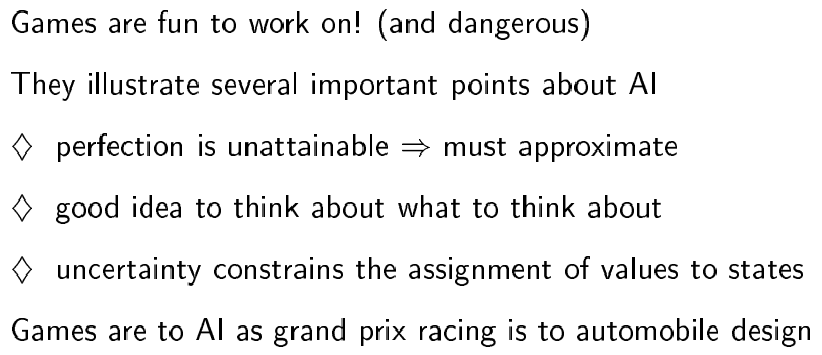 Games are fun to work on! (and dangerous)
They illustrate several important points about AI
♢ perfection is unattainable ⇒ must approximate
♢ good idea to think about what to think about
♢ uncertainty constrains the assignment of values to states
Games are to AI as grand prix racing is to automobile design